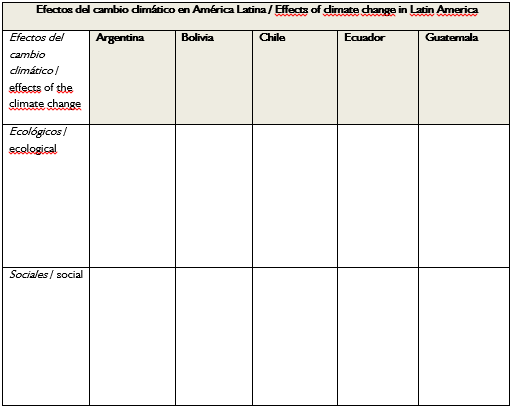 Efectos del cambio climático en América Latina / Effects of climate change in Latin America
Efectos del
cambio
climático /
effects of the
climate change
Argentina
Bolivia
Chile
Ecuador
Guatemala
Ecológicos /
ecological
Sociales / social